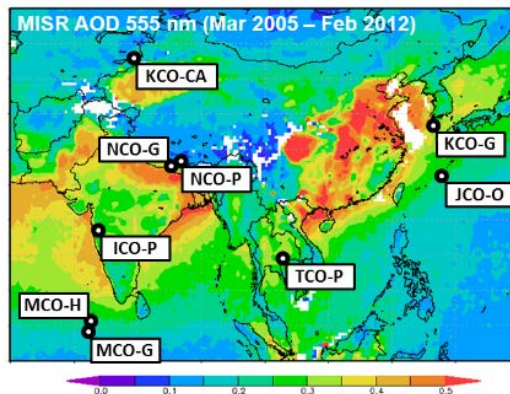 MISR AOD 555 nm (Mar 2005 – Feb 2012)
KCO-CA
NCO-G
KCO-G
NCO-P
JCO-O
ICO-P
TCO-P
MCO-H
MCO-G
0.0 0.1 0.2 0.3 0.4 0.5